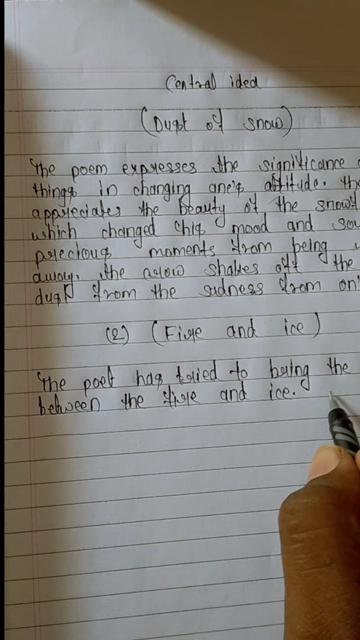 Central idea
(Dust of snow)
The poem expresses the significance
things in changing one's attitude. The
appreciates the beauty of the snow
which changed his mood and
precious moments from being
away. the crow shakes off the
dust from the sadness from on
(2) (Fire and ice)
The poet has tried to bring the
between the fire and ice.